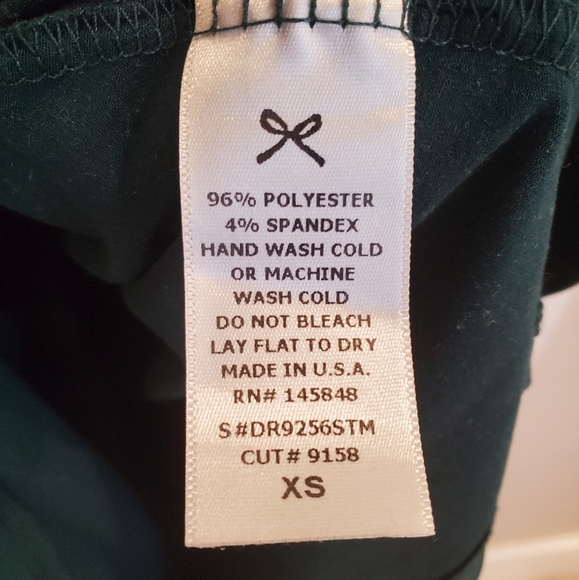 96% POLYESTER
4% SPANDEX
HAND WASH COLD
OR MACHINE
WASH COLD
DO NOT BLEACH
LAY FLAT TO DRY
MADE IN U.S.A.
RN# 145848
S#DR9256STM
CUT# 9158
XS